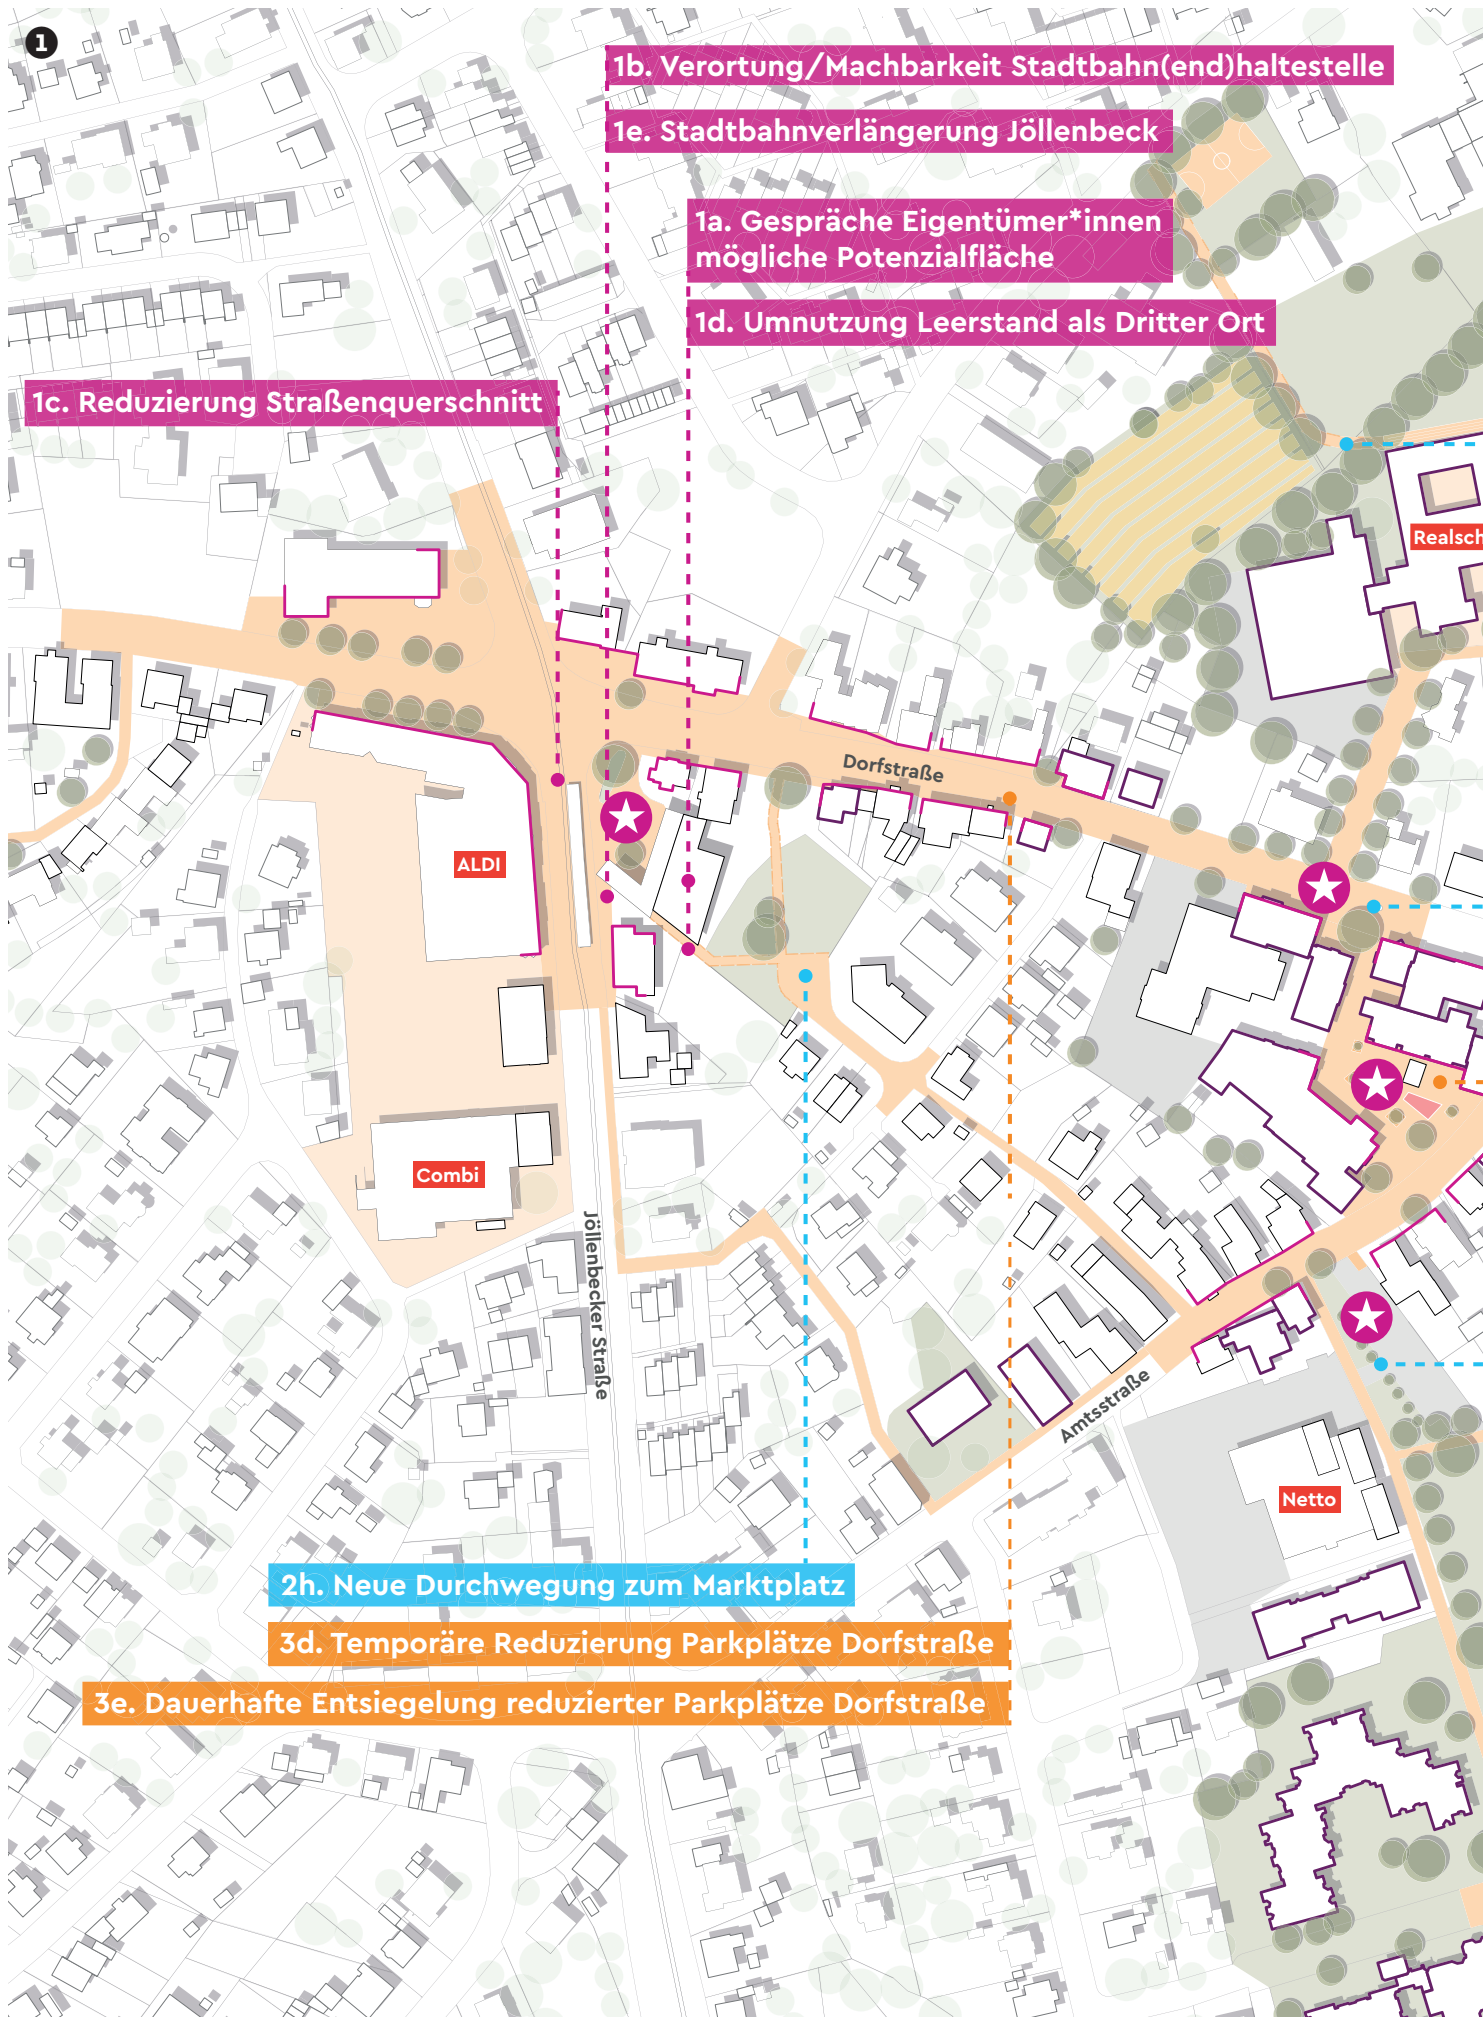 1
1b. Verortung/Machbarkeit Stadtbahn(end)haltestelle
1e. Stadtbahnverlängerung Jöllenbeck
1a. Gespräche Eigentümer*innen
mögliche Potenzialfläche
1d. Umnutzung Leerstand als Dritter Ort
1c. Reduzierung Straßenquerschnitt
Realsch
Dorfstraße
ALDI
Combi
Jöllenbecker Straße
Amtsstraße
Netto
2h. Neue Durchwegung zum Marktplatz
3d. Temporäre Reduzierung Parkplätze Dorfstraße
3e. Dauerhafte Entsiegelung reduzierter Parkplätze Dorfstraße